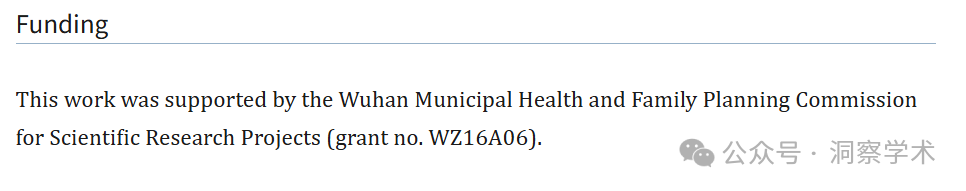 Funding
This work was supported by the Wuhan Municipal Health and Family Planning Commission
for Scientific Research Projects (grant no. WZ16A06).
公众号 · 洞察学术